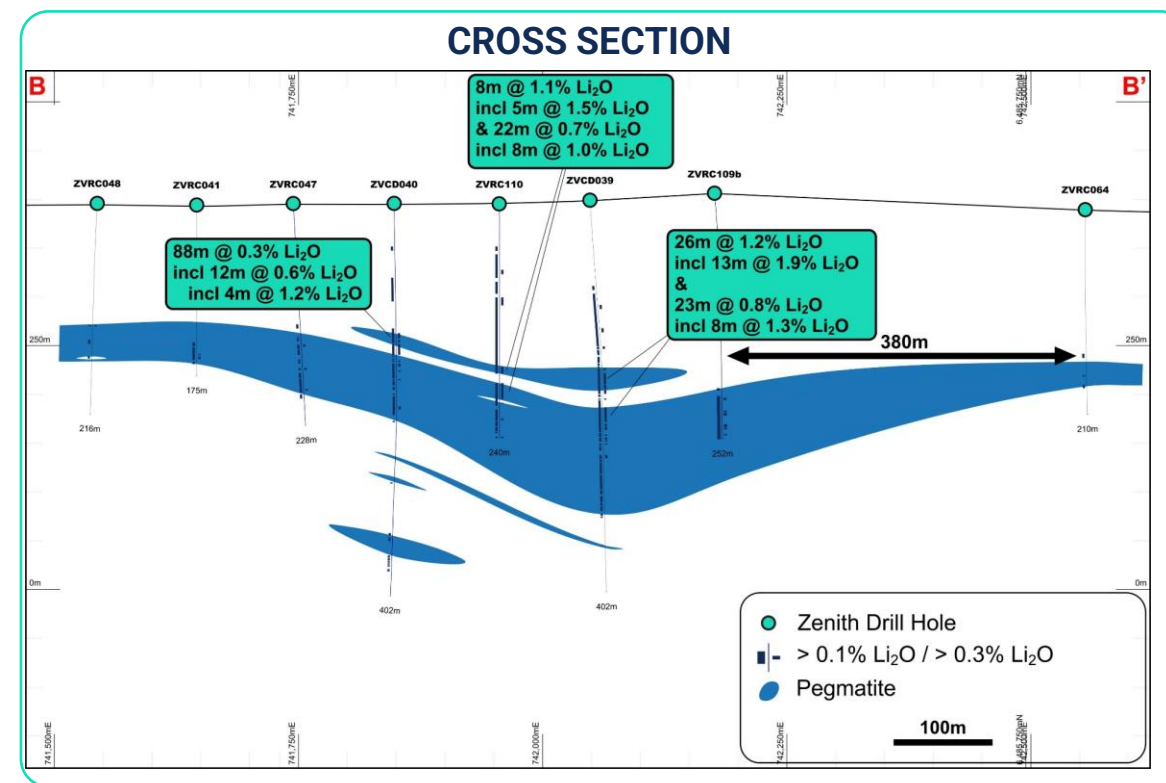 CROSS SECTION
B
B'
741,750mE
742,250mE
8m @ 1.1% Li₂O
incl 5m @ 1.5% Li₂O
& 22m @ 0.7% Li₂O
incl 8m @ 1.0% Li₂O
ZVRC048
ZVRC041
ZVRC047
ZVCD040
ZVRC110
ZVCD039
ZVRC109b
ZVRC064
88m @ 0.3% Li₂O
incl 12m @ 0.6% Li₂O
incl 4m @ 1.2% Li₂O
26m @ 1.2% Li₂O
incl 13m @ 1.9% Li₂O
&
23m @ 0.8% Li₂O
incl 8m @ 1.3% Li₂O
250m
380m
250m
175m
216m
228m
240m
252m
210m
0m
0m
402m
402m
Zenith Drill Hole
> 0.1% Li₂O / > 0.3% Li₂O
Pegmatite
100m
741,500mE
741,750mE
742,000mE
742,250mE